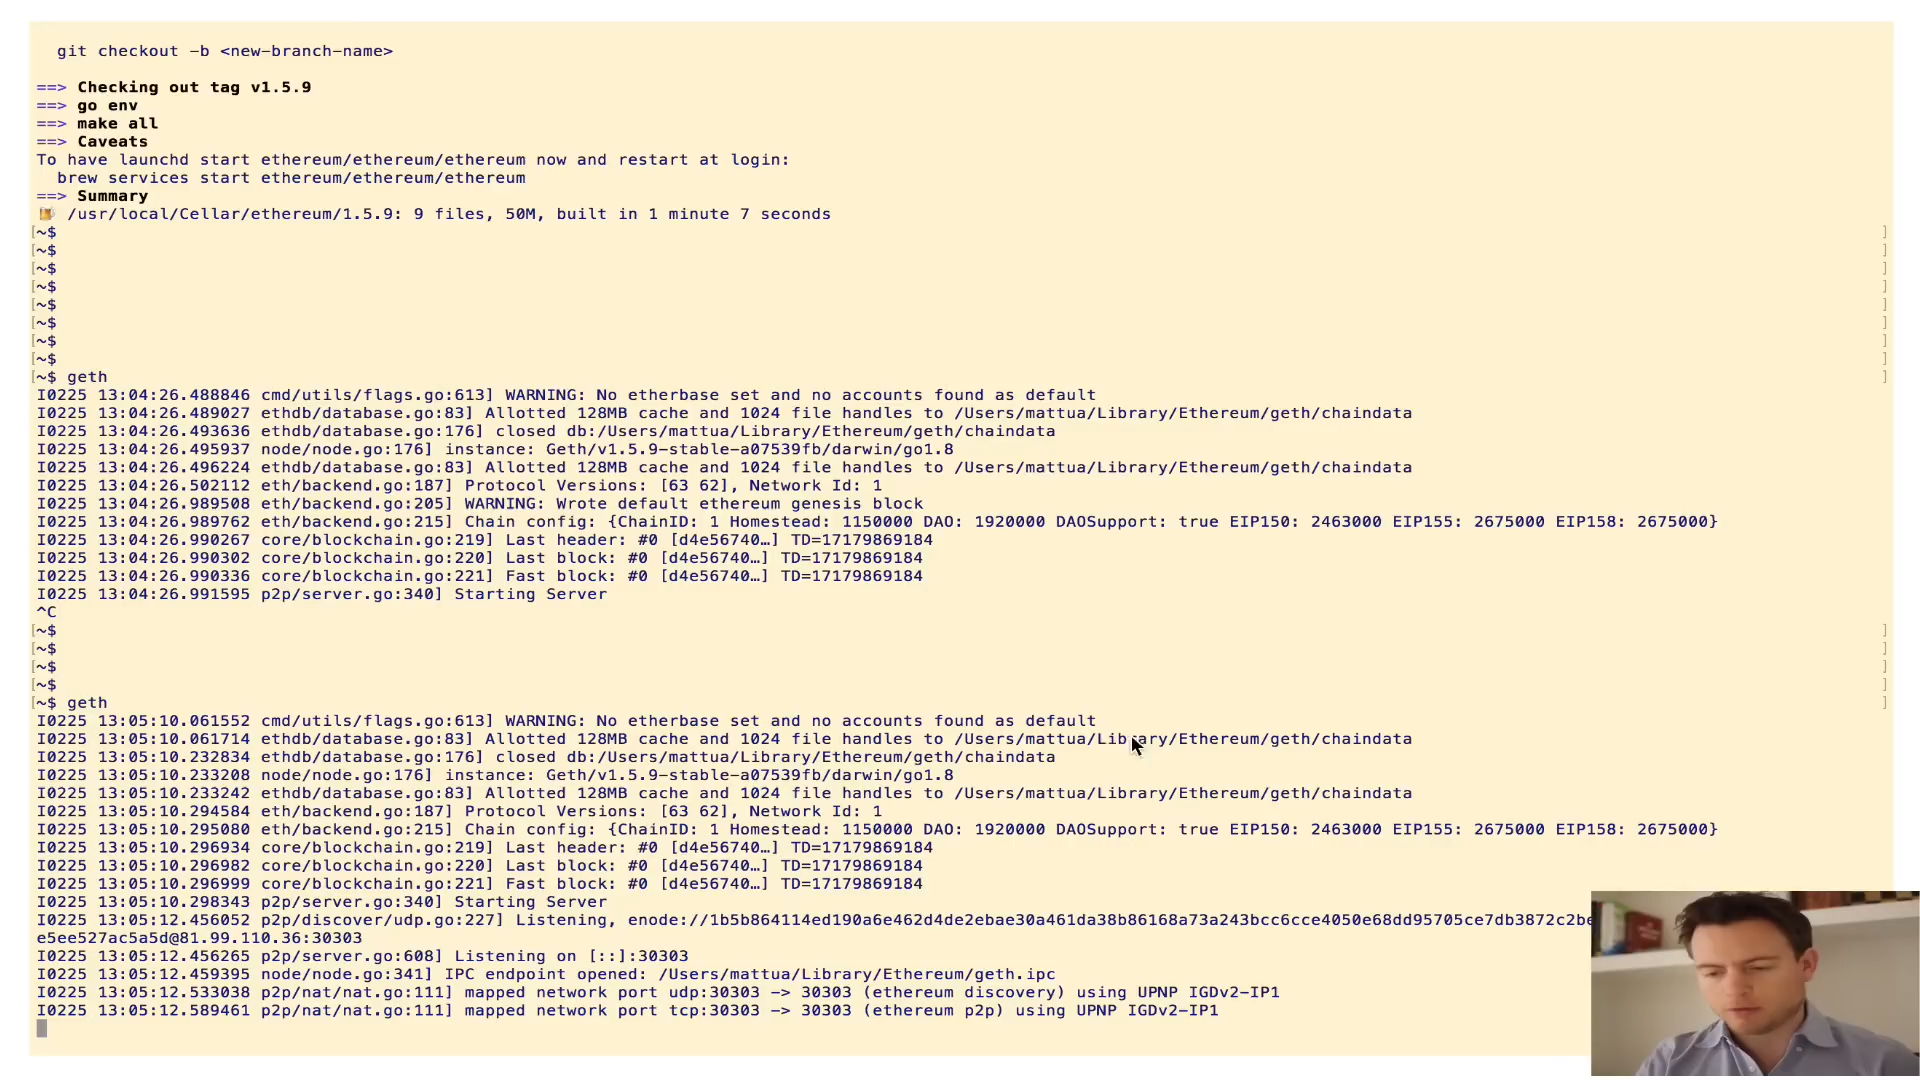 git checkout -b <new-branch-name>
==> Checking out tag v1.5.9
==> go env
==> make all
==> Caveats
To have launchd start ethereum/ethereum/ethereum now and restart at login:
brew services start ethereum/ethereum/ethereum
==> Summary
🍺 /usr/local/Cellar/ethereum/1.5.9: 9 files, 50M, built in 1 minute 7 seconds
[~$ ]
[~$ ]
[~$ ]
[~$ ]
[~$ ]
[~$ ]
[~$ ]
[~$ ]
[~$ geth ]
I0225 13:04:26.488846 cmd/utils/flags.go:613] WARNING: No etherbase set and no accounts found as default
I0225 13:04:26.489027 ethdb/database.go:83] Allotted 128MB cache and 1024 file handles to /Users/mattua/Library/Ethereum/geth/chaindata
I0225 13:04:26.493636 ethdb/database.go:176] closed db:/Users/mattua/Library/Ethereum/geth/chaindata
I0225 13:04:26.495937 node/node.go:176] instance: Geth/v1.5.9-stable-a07539fb/darwin/go1.8
I0225 13:04:26.496224 ethdb/database.go:83] Allotted 128MB cache and 1024 file handles to /Users/mattua/Library/Ethereum/geth/chaindata
I0225 13:04:26.502112 eth/backend.go:187] Protocol Versions: [63 62], Network Id: 1
I0225 13:04:26.989508 eth/backend.go:205] WARNING: Wrote default ethereum genesis block
I0225 13:04:26.989762 eth/backend.go:215] Chain config: {ChainID: 1 Homestead: 1150000 DAO: 1920000 DAOSupport: true EIP150: 2463000 EIP155: 2675000 EIP158: 2675000}
I0225 13:04:26.990267 core/blockchain.go:219] Last header: #0 [d4e56740…] TD=17179869184
I0225 13:04:26.990302 core/blockchain.go:220] Last block: #0 [d4e56740…] TD=17179869184
I0225 13:04:26.990336 core/blockchain.go:221] Fast block: #0 [d4e56740…] TD=17179869184
I0225 13:04:26.991595 p2p/server.go:340] Starting Server
^C
[~$ ]
[~$ ]
[~$ ]
[~$ ]
[~$ geth ]
I0225 13:05:10.061552 cmd/utils/flags.go:613] WARNING: No etherbase set and no accounts found as default
I0225 13:05:10.061714 ethdb/database.go:83] Allotted 128MB cache and 1024 file handles to /Users/mattua/Library/Ethereum/geth/chaindata
I0225 13:05:10.232834 ethdb/database.go:176] closed db:/Users/mattua/Library/Ethereum/geth/chaindata
I0225 13:05:10.233208 node/node.go:176] instance: Geth/v1.5.9-stable-a07539fb/darwin/go1.8
I0225 13:05:10.233242 ethdb/database.go:83] Allotted 128MB cache and 1024 file handles to /Users/mattua/Library/Ethereum/geth/chaindata
I0225 13:05:10.294584 eth/backend.go:187] Protocol Versions: [63 62], Network Id: 1
I0225 13:05:10.295080 eth/backend.go:215] Chain config: {ChainID: 1 Homestead: 1150000 DAO: 1920000 DAOSupport: true EIP150: 2463000 EIP155: 2675000 EIP158: 2675000}
I0225 13:05:10.296934 core/blockchain.go:219] Last header: #0 [d4e56740…] TD=17179869184
I0225 13:05:10.296982 core/blockchain.go:220] Last block: #0 [d4e56740…] TD=17179869184
I0225 13:05:10.296999 core/blockchain.go:221] Fast block: #0 [d4e56740…] TD=17179869184
I0225 13:05:10.298343 p2p/server.go:340] Starting Server
I0225 13:05:12.456052 p2p/discover/udp.go:227] Listening, enode://1b5b864114ed190a6e462d4de2ebae30a461da38b86168a73a243bcc6cce4050e68dd95705ce7db3872c2be
e5ee527ac5a5d@81.99.110.36:30303
I0225 13:05:12.456265 p2p/server.go:608] Listening on [::]:30303
I0225 13:05:12.459395 node/node.go:341] IPC endpoint opened: /Users/mattua/Library/Ethereum/geth.ipc
I0225 13:05:12.533038 p2p/nat/nat.go:111] mapped network port udp:30303 -> 30303 (ethereum discovery) using UPNP IGDv2-IP1
I0225 13:05:12.589461 p2p/nat/nat.go:111] mapped network port tcp:30303 -> 30303 (ethereum p2p) using UPNP IGDv2-IP1